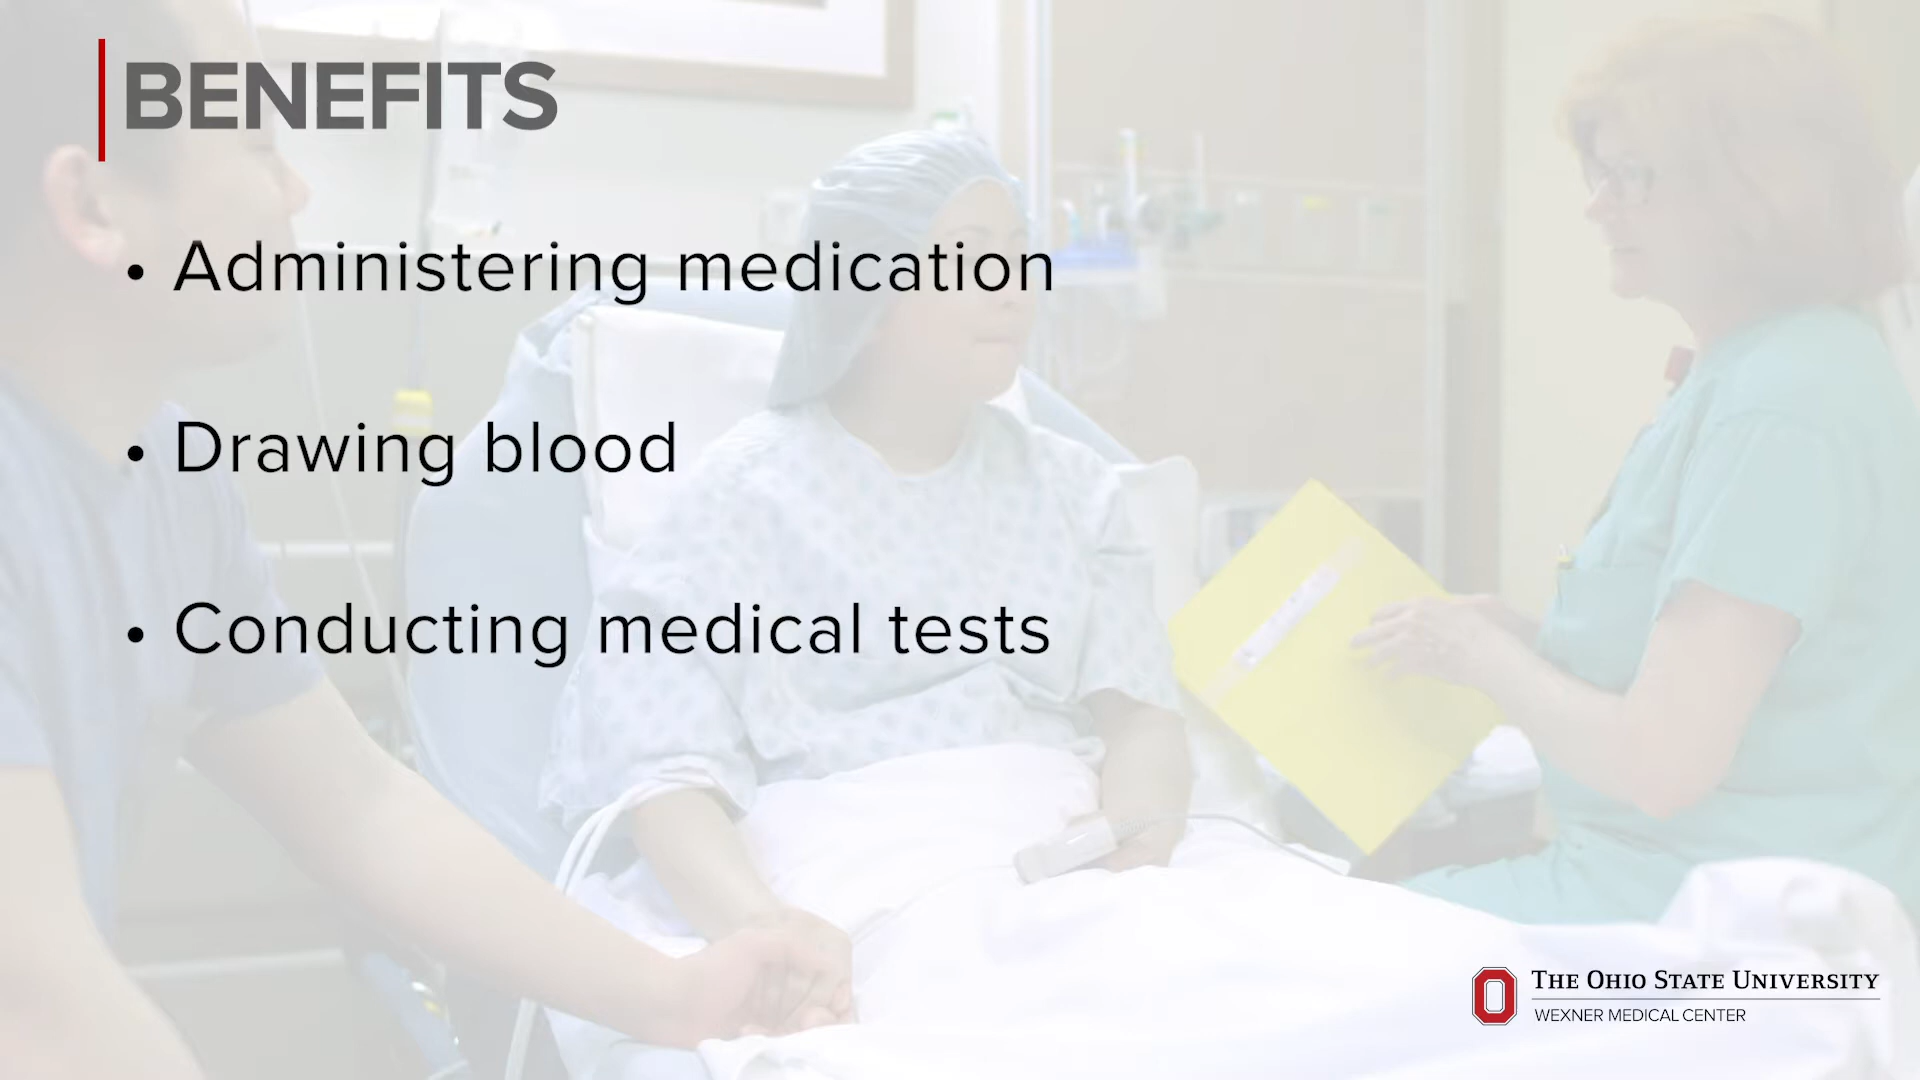 BENEFITS
• Administering medication
• Drawing blood
• Conducting medical tests
THE OHIO STATE UNIVERSITY
WEXNER MEDICAL CENTER